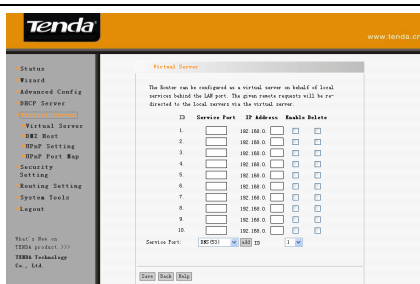 Tenda
www.tenda.cn
Status
Wizard
Advanced Config
DHCP Server
Virtual Server
DMZ Host
UPnP Setting
UPnP Port Map
Security
Setting
Routing Setting
System Tools
Logout
What's New on
TENDA product.>>>
TENDA Technology
Co., Ltd.
Virtual Server
The Router can be configured as a virtual server on behalf of local
services behind the LAN port. The given remote requests will be re-
directed to the local servers via the virtual server.
ID Service Port IP Address Enable Delete
1. 192.168.0.
2. 192.168.0.
3. 192.168.0.
4. 192.168.0.
5. 192.168.0.
6. 192.168.0.
7. 192.168.0.
8. 192.168.0.
9. 192.168.0.
10. 192.168.0.
Service Port: DNS(53) add ID 1
Save Back Help